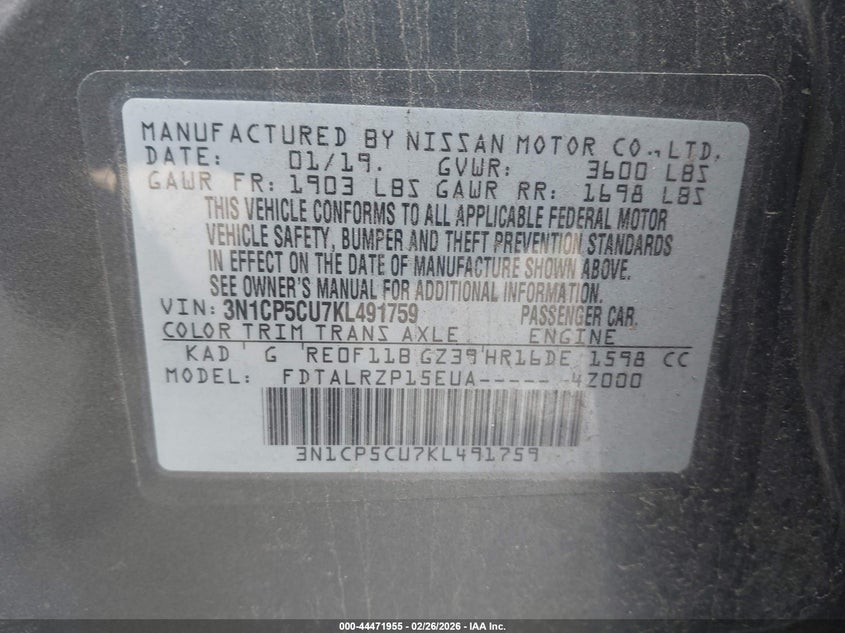 MANUFACTURED BY NISSAN MOTOR CO., LTD.
DATE: 01/19. GVWR: 3600 LBS
GAWR FR: 1903 LBS GAWR RR: 1698 LBS
THIS VEHICLE CONFORMS TO ALL APPLICABLE FEDERAL MOTOR
VEHICLE SAFETY, BUMPER AND THEFT PREVENTION STANDARDS
IN EFFECT ON THE DATE OF MANUFACTURE SHOWN ABOVE.
SEE OWNER'S MANUAL FOR ADDITIONAL INFORMATION.
VIN: 3N1CP5CU7KL491759 PASSENGER CAR.
COLOR TRIM TRANS AXLE ENGINE
KAD G RE0F11B GZ39 HR16DE 1598 CC
MODEL: FDTALRZP15EUA----- 4Z000
3N1CP5CU7KL491759
000-44471955 | 02/26/2026 - IAA Inc.